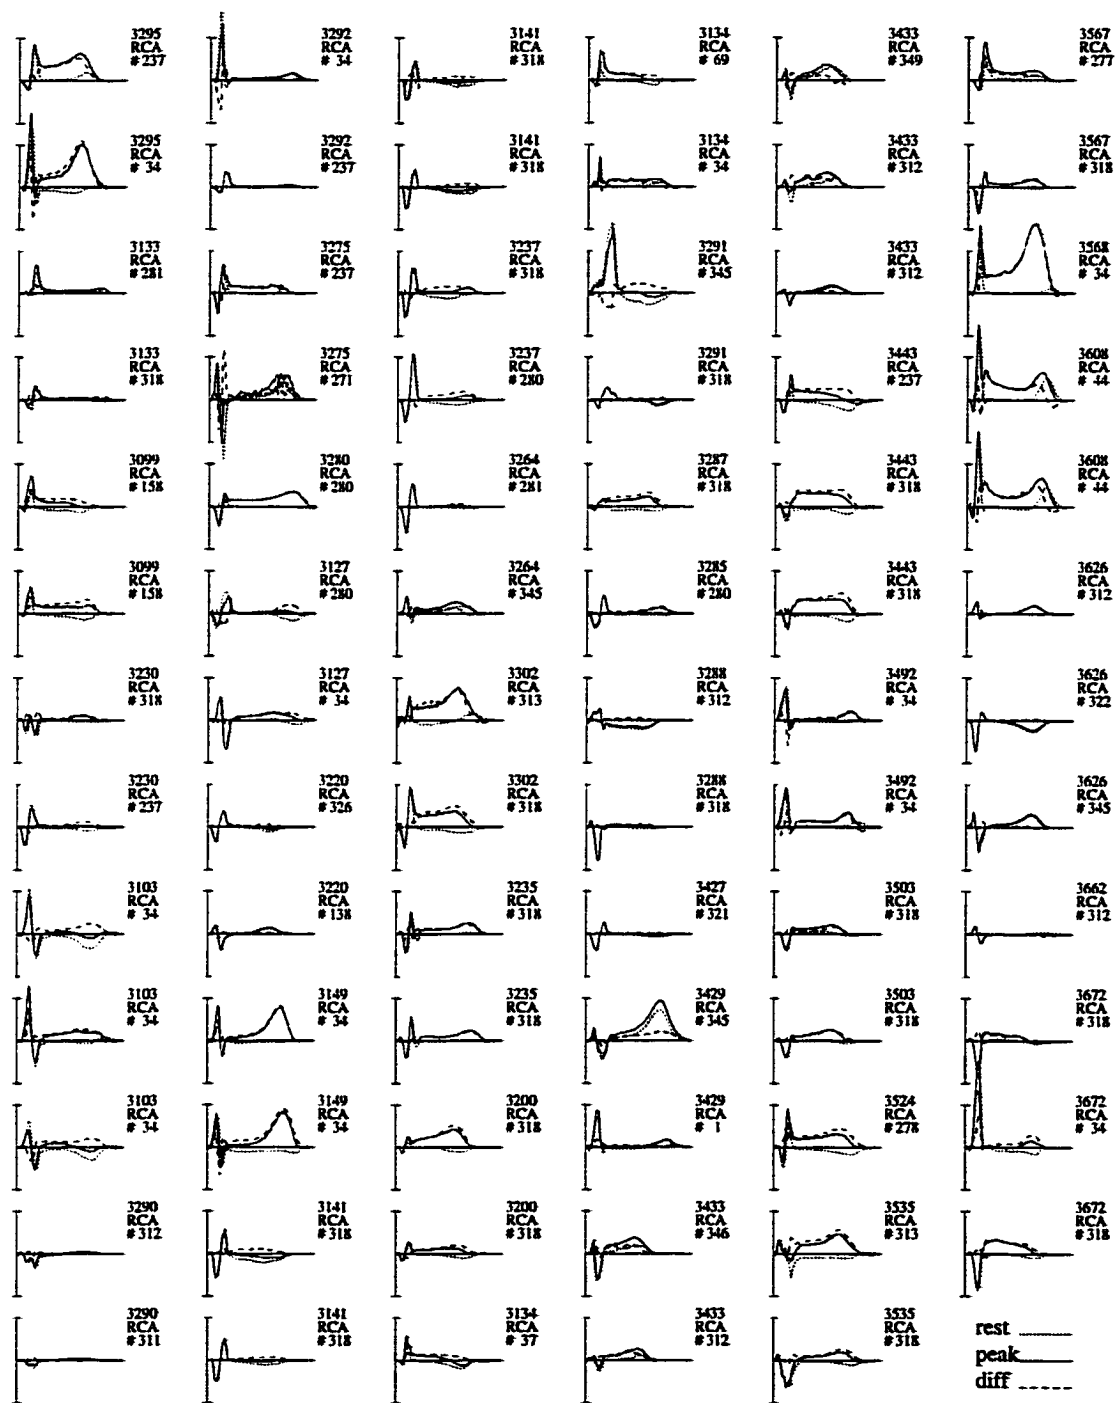 3295
RCA
# 237
3292
RCA
# 34
3141
RCA
# 318
3134
RCA
# 69
3433
RCA
# 349
3567
RCA
# 277
3295
RCA
# 34
3292
RCA
# 237
3141
RCA
# 318
3134
RCA
# 34
3433
RCA
# 312
3567
RCA
# 318
3133
RCA
# 281
3275
RCA
# 237
3237
RCA
# 318
3291
RCA
# 345
3433
RCA
# 312
3568
RCA
# 34
3133
RCA
# 318
3275
RCA
# 271
3237
RCA
# 280
3291
RCA
# 318
3443
RCA
# 237
3608
RCA
# 44
3099
RCA
# 158
3280
RCA
# 280
3264
RCA
# 281
3287
RCA
# 318
3443
RCA
# 318
3608
RCA
# 44
3099
RCA
# 158
3127
RCA
# 280
3264
RCA
# 345
3285
RCA
# 280
3443
RCA
# 318
3626
RCA
# 312
3230
RCA
# 318
3127
RCA
# 34
3302
RCA
# 313
3288
RCA
# 312
3492
RCA
# 34
3626
RCA
# 322
3230
RCA
# 237
3220
RCA
# 326
3302
RCA
# 318
3288
RCA
# 318
3492
RCA
# 34
3626
RCA
# 345
3103
RCA
# 34
3220
RCA
# 138
3235
RCA
# 318
3427
RCA
# 321
3503
RCA
# 318
3662
RCA
# 312
3103
RCA
# 34
3149
RCA
# 34
3235
RCA
# 318
3429
RCA
# 345
3503
RCA
# 318
3672
RCA
# 318
3103
RCA
# 34
3149
RCA
# 34
3200
RCA
# 318
3429
RCA
# 1
3524
RCA
# 278
3672
RCA
# 34
3290
RCA
# 312
3141
RCA
# 318
3200
RCA
# 318
3433
RCA
# 346
3535
RCA
# 313
3672
RCA
# 318
3290
RCA
# 311
3141
RCA
# 318
3134
RCA
# 37
3433
RCA
# 312
3535
RCA
# 318
rest
peak
diff